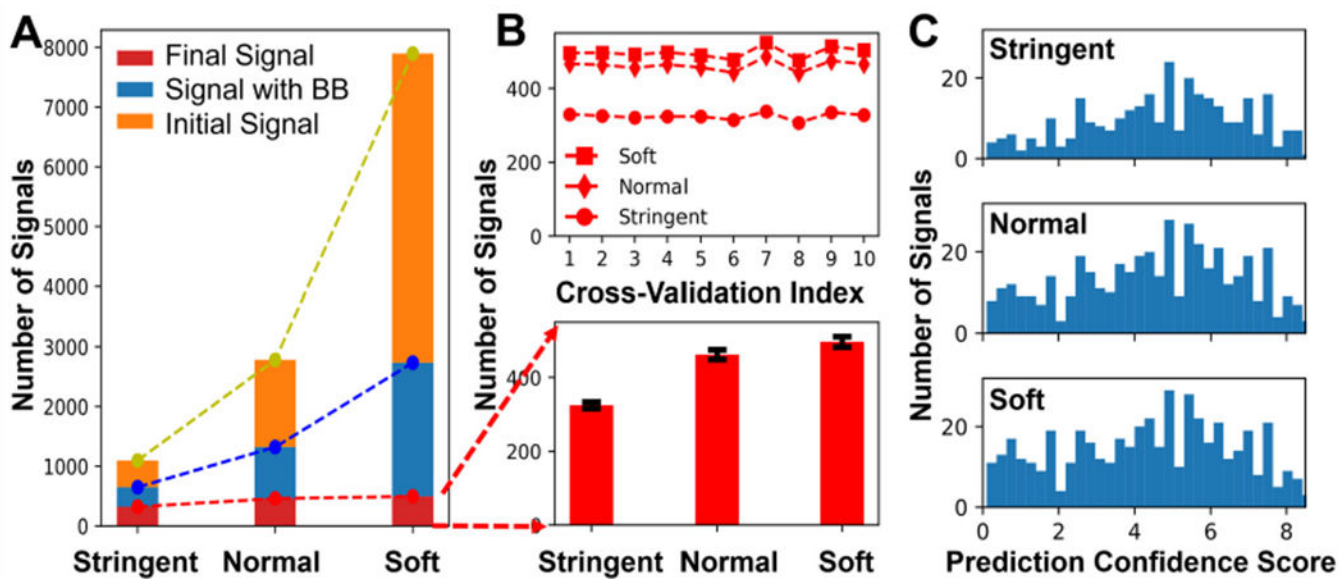 A
8000
7000
6000
5000
4000
3000
2000
1000
0
Number of Signals
Final Signal
Signal with BB
Initial Signal
Stringent Normal Soft
B
400
200
0
Number of Signals
Soft
Normal
Stringent
1 2 3 4 5 6 7 8 9 10
Cross-Validation Index
400
200
0
Stringent Normal Soft
C
Number of Signals
Stringent
20
0
Normal
20
0
Soft
20
0
0 2 4 6 8
Prediction Confidence Score